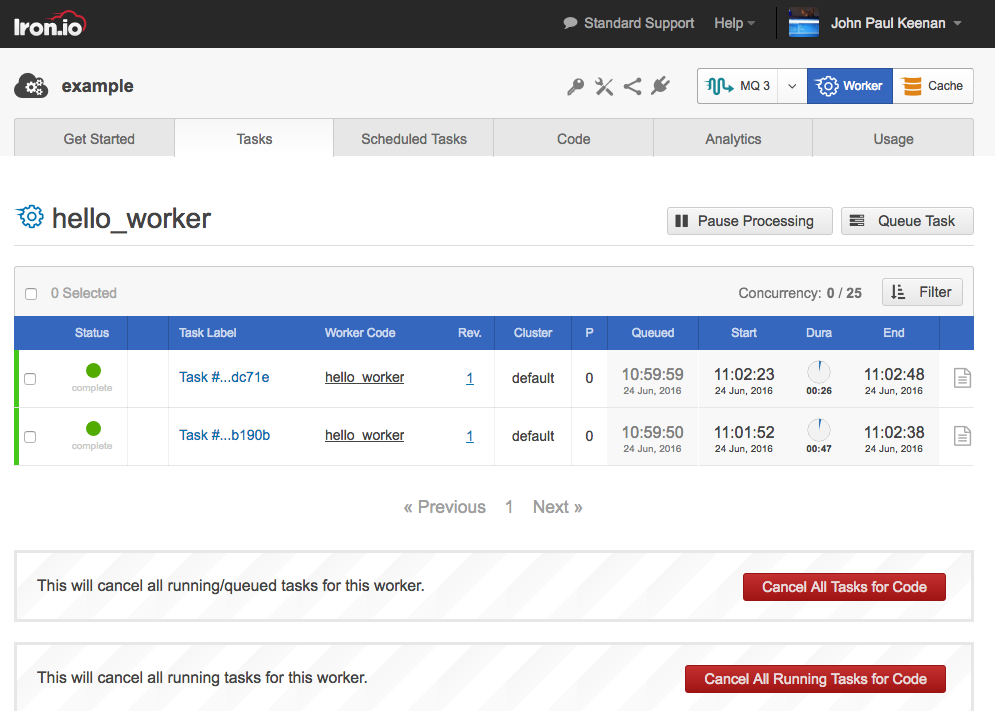 Iron.io Standard Support Help John Paul Keenan
example MQ 3 Worker Cache
Get Started Tasks Scheduled Tasks Code Analytics Usage
hello_worker Pause Processing Queue Task
0 Selected Concurrency: 0 / 25 Filter
Status Task Label Worker Code Rev. Cluster P Queued Start Dura End
Task #...dc71e hello_worker 1 default 0 10:59:59 11:02:23 11:02:48
complete 24 Jun, 2016 24 Jun, 2016 00:26 24 Jun, 2016
Task #...b190b hello_worker 1 default 0 10:59:50 11:01:52 11:02:38
complete 24 Jun, 2016 24 Jun, 2016 00:47 24 Jun, 2016
« Previous 1 Next »
This will cancel all running/queued tasks for this worker. Cancel All Tasks for Code
This will cancel all running tasks for this worker. Cancel All Running Tasks for Code